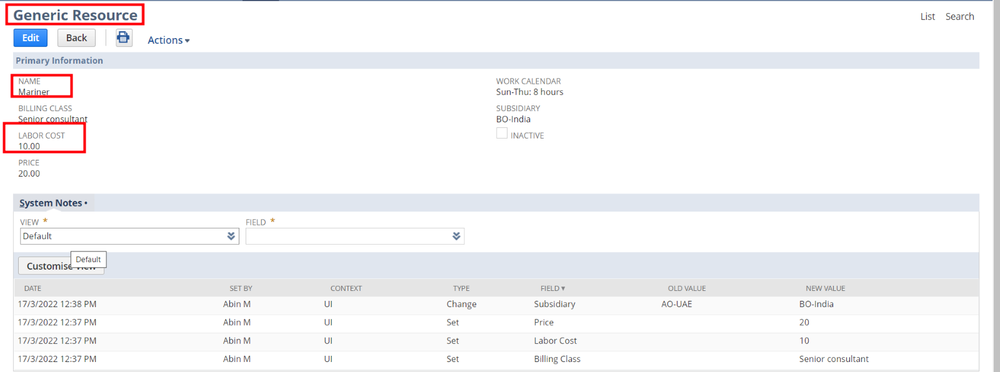 Generic Resource
List Search
Edit Back Actions
Primary Information
NAME
Mariner
BILLING CLASS
Senior consultant
LABOR COST
10.00
PRICE
20.00
WORK CALENDAR
Sun-Thu: 8 hours
SUBSIDIARY
BO-India
INACTIVE
System Notes •
VIEW * FIELD *
Default
Default
Customise View
DATE SET BY CONTEXT TYPE FIELD OLD VALUE NEW VALUE
17/3/2022 12:38 PM Abin M UI Change Subsidiary AO-UAE BO-India
17/3/2022 12:37 PM Abin M UI Set Price 20
17/3/2022 12:37 PM Abin M UI Set Labor Cost 10
17/3/2022 12:37 PM Abin M UI Set Billing Class Senior consultant